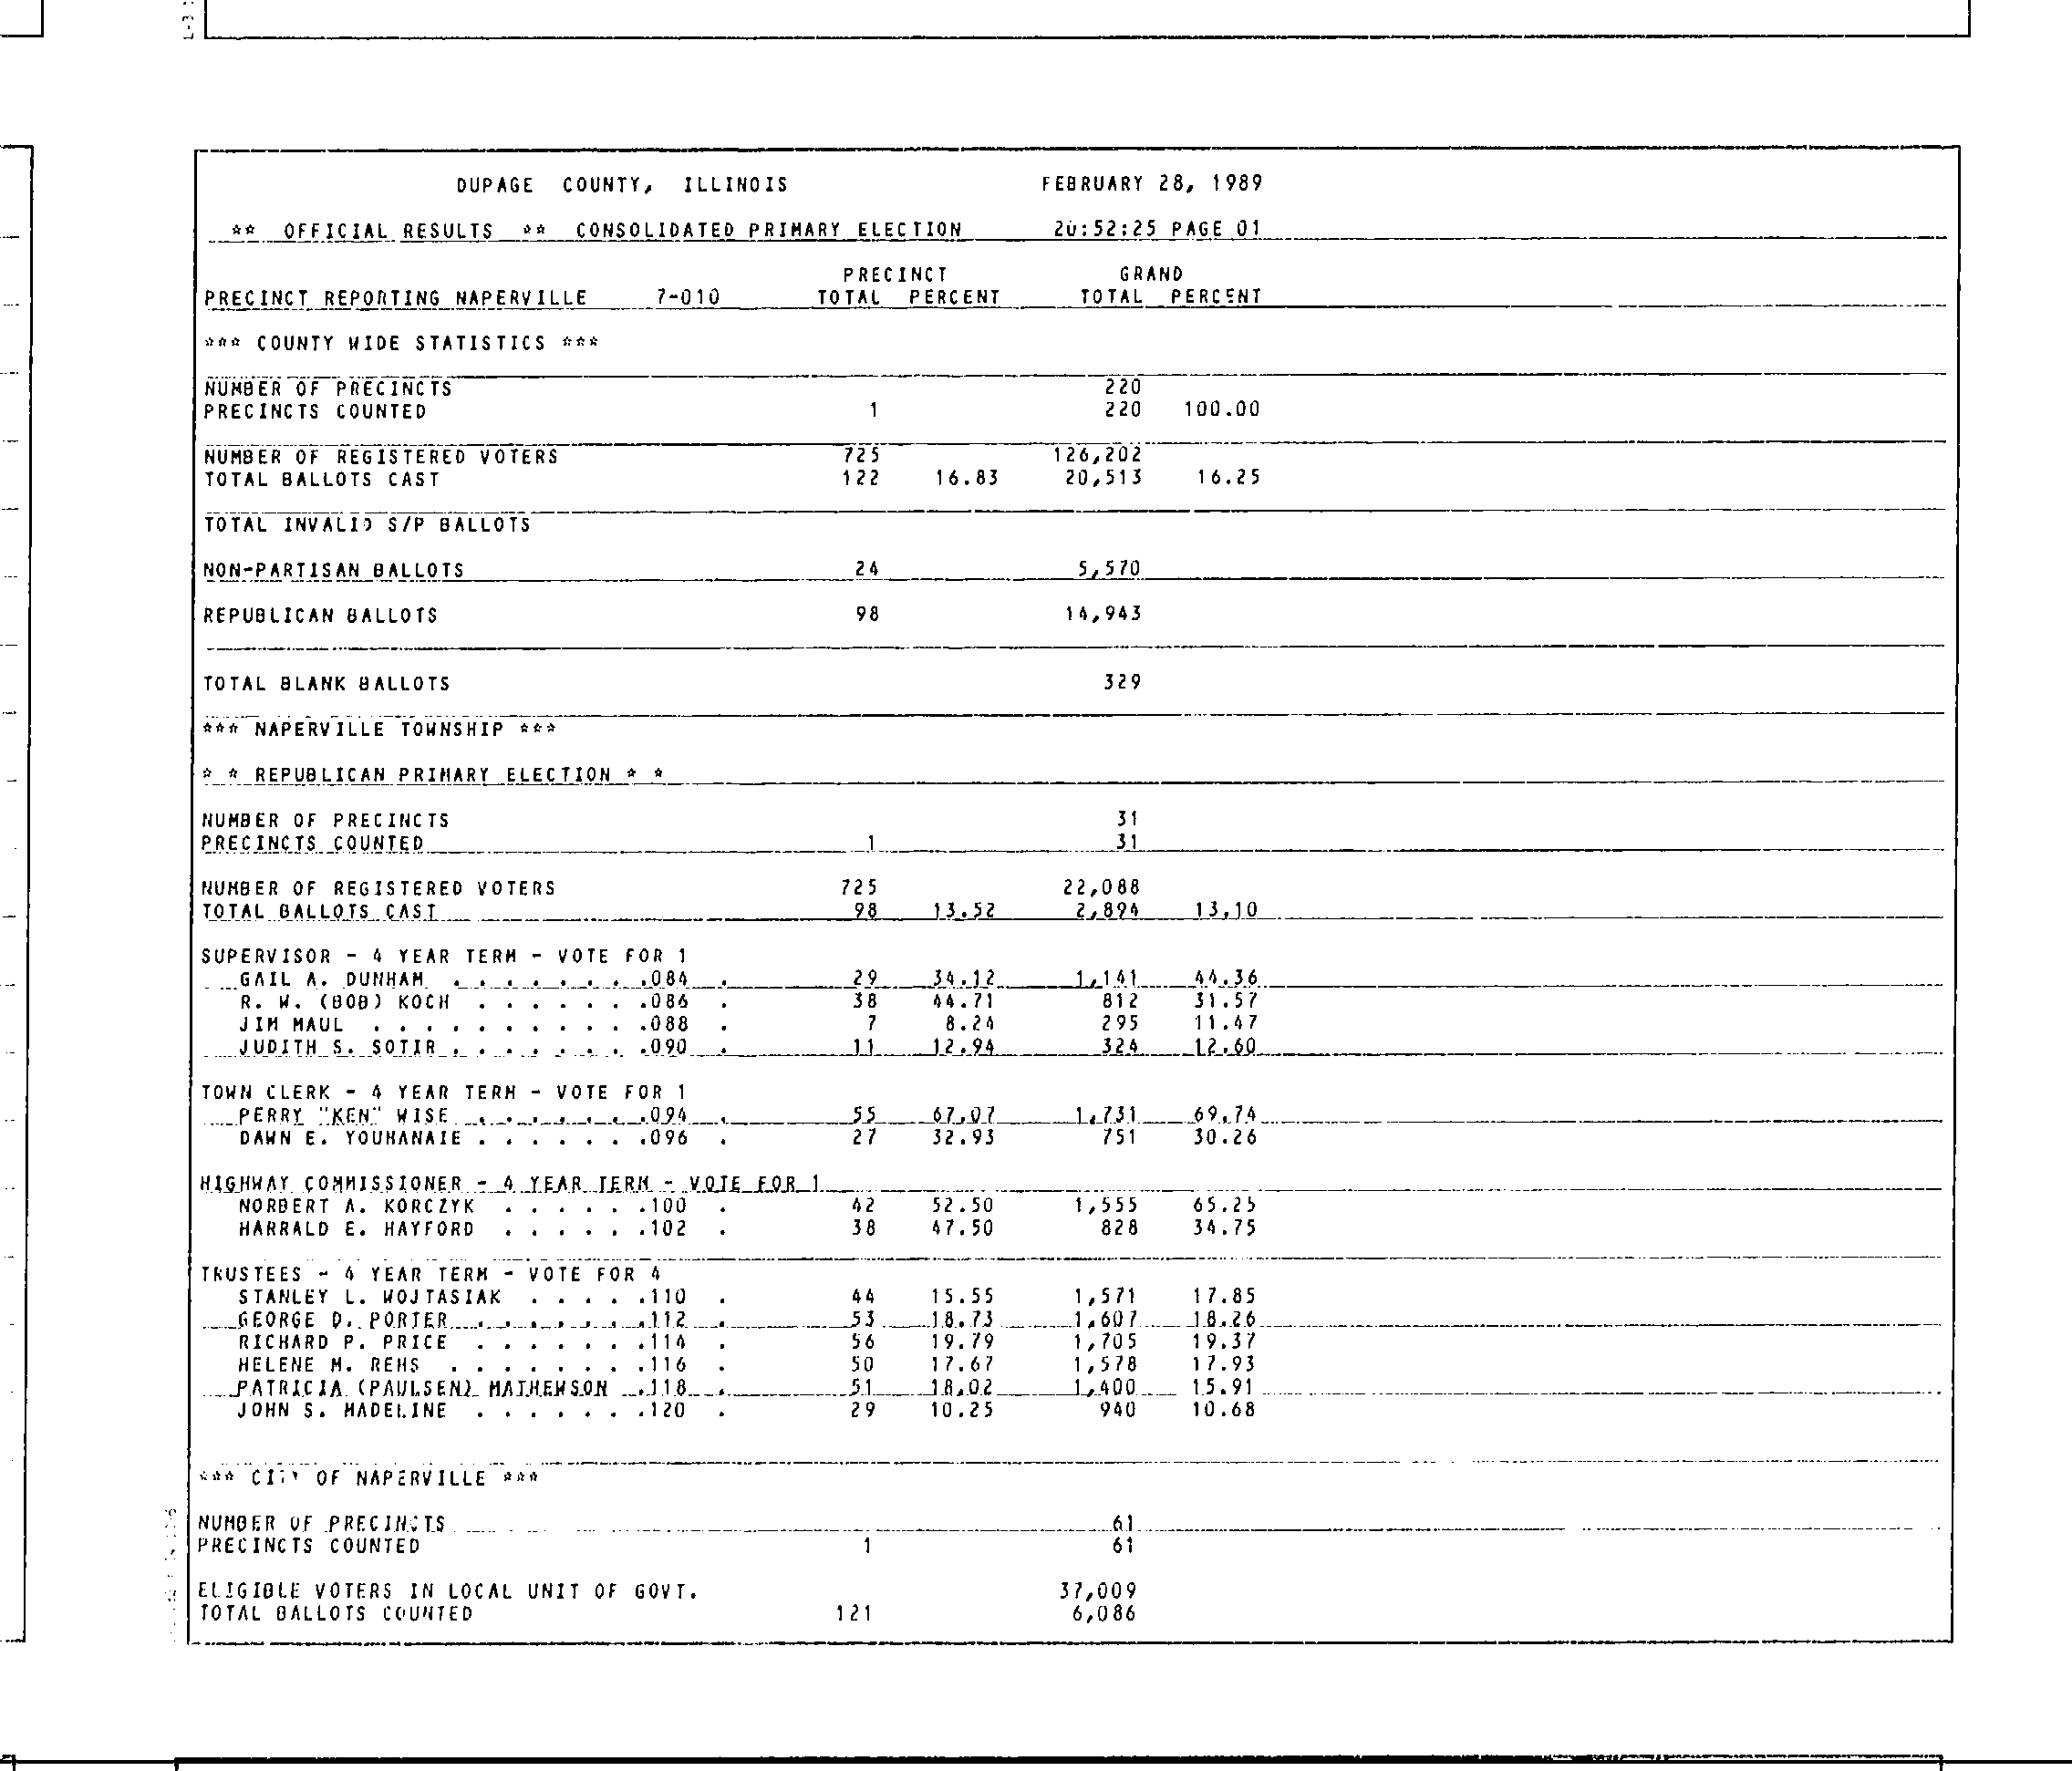 DUPAGE COUNTY, ILLINOIS FEBRUARY 28, 1989
** OFFICIAL RESULTS ** CONSOLIDATED PRIMARY ELECTION 20:52:25 PAGE 01
PRECINCT GRAND
PRECINCT REPORTING NAPERVILLE 7-010 TOTAL PERCENT TOTAL PERCENT
*** COUNTY WIDE STATISTICS ***
NUMBER OF PRECINCTS 220
PRECINCTS COUNTED 1 220 100.00
NUMBER OF REGISTERED VOTERS 725 126,202
TOTAL BALLOTS CAST 122 16.83 20,513 16.25
TOTAL INVALID S/P BALLOTS
NON-PARTISAN BALLOTS 24 5,570
REPUBLICAN BALLOTS 98 14,943
TOTAL BLANK BALLOTS 329
*** NAPERVILLE TOWNSHIP ***
* * REPUBLICAN PRIMARY ELECTION * *
NUMBER OF PRECINCTS 31
PRECINCTS COUNTED 1 31
NUMBER OF REGISTERED VOTERS 725 22,088
TOTAL BALLOTS CAST 98 13.52 2,894 13.10
SUPERVISOR - 4 YEAR TERM - VOTE FOR 1
GAIL A. DUNHAM . . . . . . . .084 . 29 34.12 1,141 44.36
R. W. (BOB) KOCH . . . . . . .086 . 38 44.71 812 31.57
JIM MAUL . . . . . . . . . . .088 . 7 8.24 295 11.47
JUDITH S. SOTIR . . . . . . . .090 . 11 12.94 324 12.60
TOWN CLERK - 4 YEAR TERM - VOTE FOR 1
PERRY "KEN" WISE . . . . . . .094 . 55 67.07 1,731 69.74
DAWN E. YOUHANAIE . . . . . . .096 . 27 32.93 751 30.26
HIGHWAY COMMISSIONER - 4 YEAR TERM - VOTE FOR 1
NORBERT A. KORCZYK . . . . . .100 . 42 52.50 1,555 65.25
HARRALD E. HAYFORD . . . . . .102 . 38 47.50 828 34.75
TRUSTEES - 4 YEAR TERM - VOTE FOR 4
STANLEY L. WOJTASIAK . . . . .110 . 44 15.55 1,571 17.85
GEORGE D. PORTER . . . . . . .112 . 53 18.73 1,607 18.26
RICHARD P. PRICE . . . . . . .114 . 56 19.79 1,705 19.37
HELENE M. REHS . . . . . . . .116 . 50 17.67 1,578 17.93
PATRICIA (PAULSEN) MATHEWSON .118 . 51 18.02 1,400 15.91
JOHN S. MADELINE . . . . . . .120 . 29 10.25 940 10.68
*** CITY OF NAPERVILLE ***
NUMBER OF PRECINCTS 61
PRECINCTS COUNTED 1 61
ELIGIBLE VOTERS IN LOCAL UNIT OF GOVT. 37,009
TOTAL BALLOTS COUNTED 121 6,086